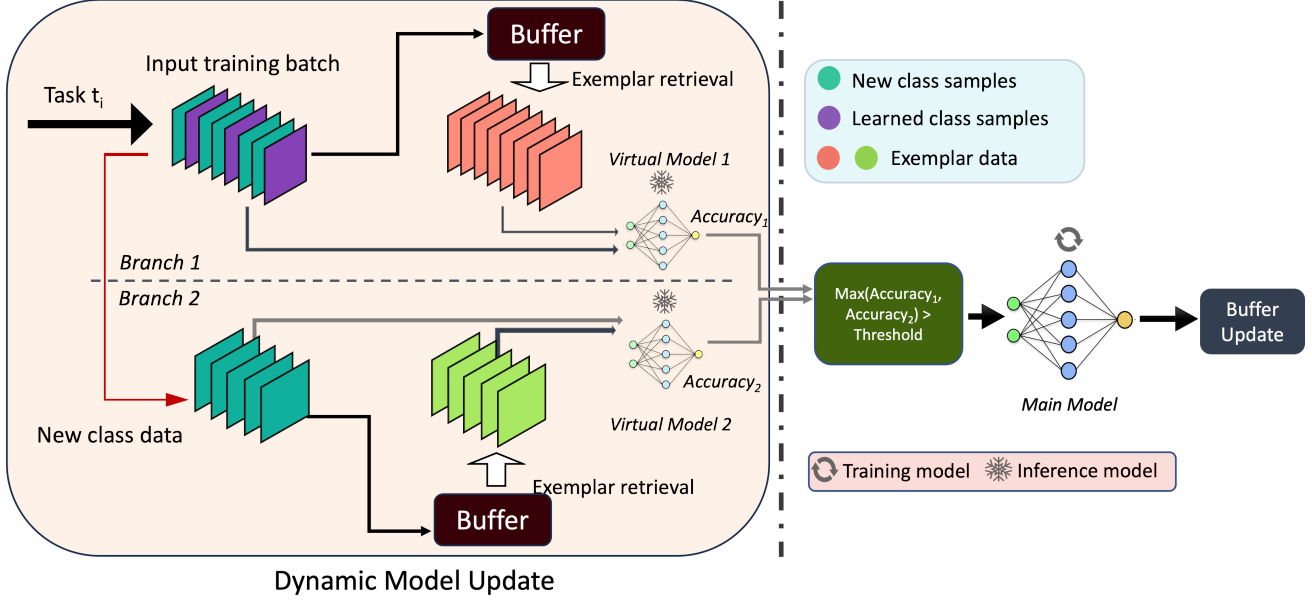 Buffer
Input training batch
Exemplar retrieval
Task tᵢ
Virtual Model 1
Accuracy₁
Branch 1
Branch 2
Accuracy₂
New class data
Virtual Model 2
Exemplar retrieval
Buffer
Dynamic Model Update
New class samples
Learned class samples
Exemplar data
Max(Accuracy₁,
Accuracy₂) >
Threshold
Main Model
Buffer
Update
Training model
Inference model